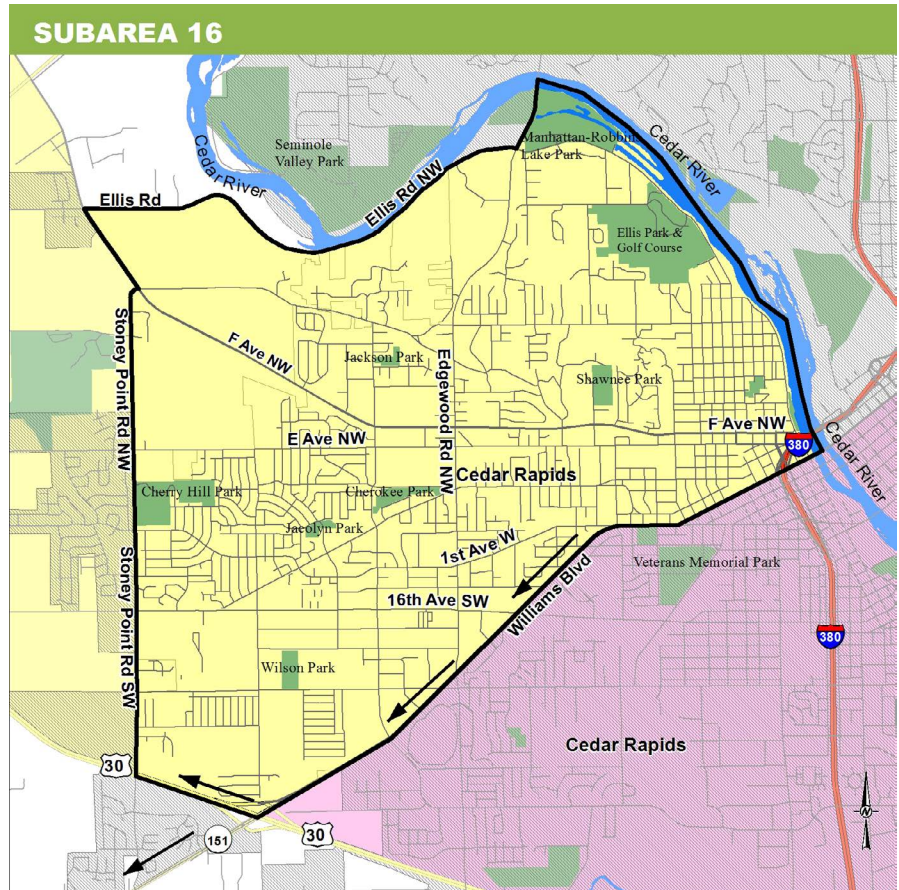 SUBAREA 16
Seminole
Valley Park
Cedar River
Manhattan-Robbins
Lake Park
Cedar River
Ellis Rd
Ellis Rd NW
Ellis Park &
Golf Course
Stoney Point Rd NW
F Ave NW
Jackson Park
Edgewood Rd NW
Shawnee Park
E Ave NW
F Ave NW
380
Cedar River
Cedar Rapids
Cherry Hill Park
Cherokee Park
Jacolyn Park
1st Ave W
Veterans Memorial Park
Stoney Point Rd SW
16th Ave SW
Williams Blvd
380
Wilson Park
Cedar Rapids
30
30
151
N